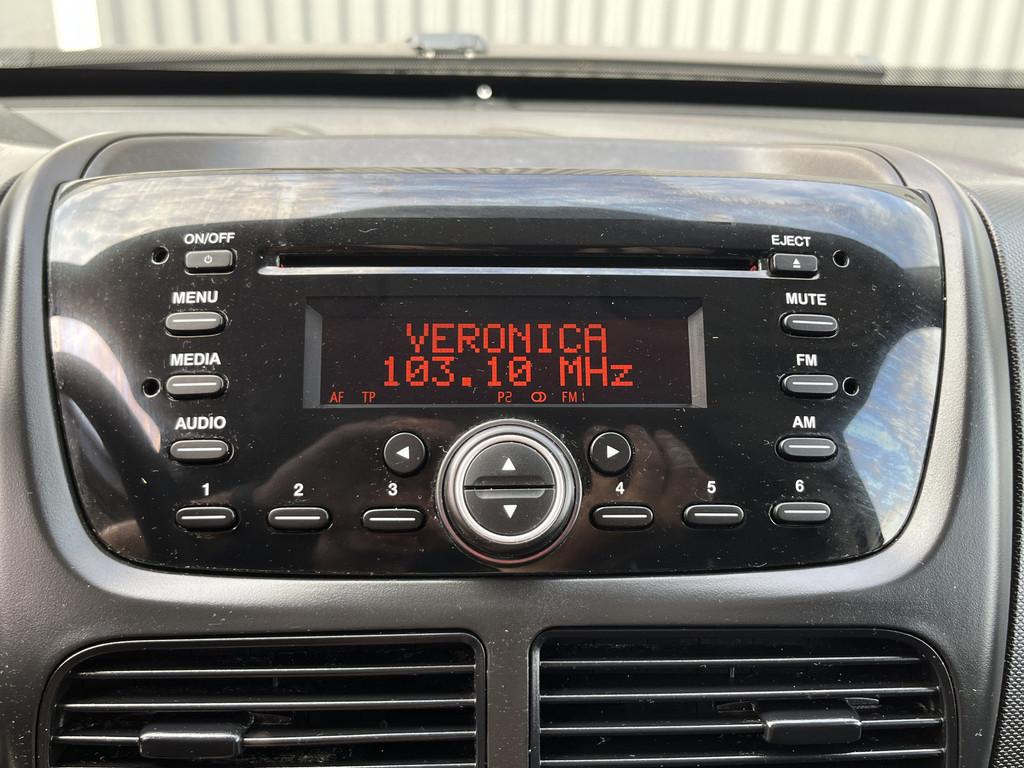 ON/OFF
EJECT
MENU
MUTE
VERONICA
103.10 MHz
MEDIA
FM
AF TP P2 FM1
AUDIO
AM
1 2 3 4 5 6